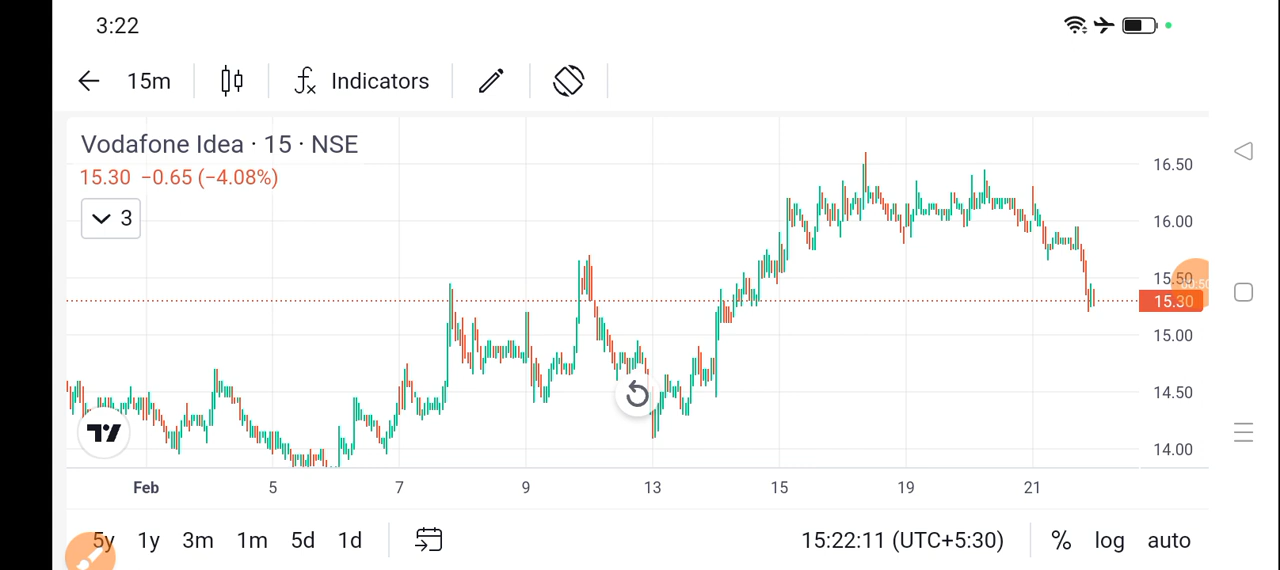 3:22
15m Indicators
Vodafone Idea · 15 · NSE
15.30 −0.65 (−4.08%)
3
16.50
16.00
15.50
15.30
15.00
14.50
14.00
Feb 5 7 9 13 15 19 21
5y 1y 3m 1m 5d 1d 15:22:11 (UTC+5:30) % log auto